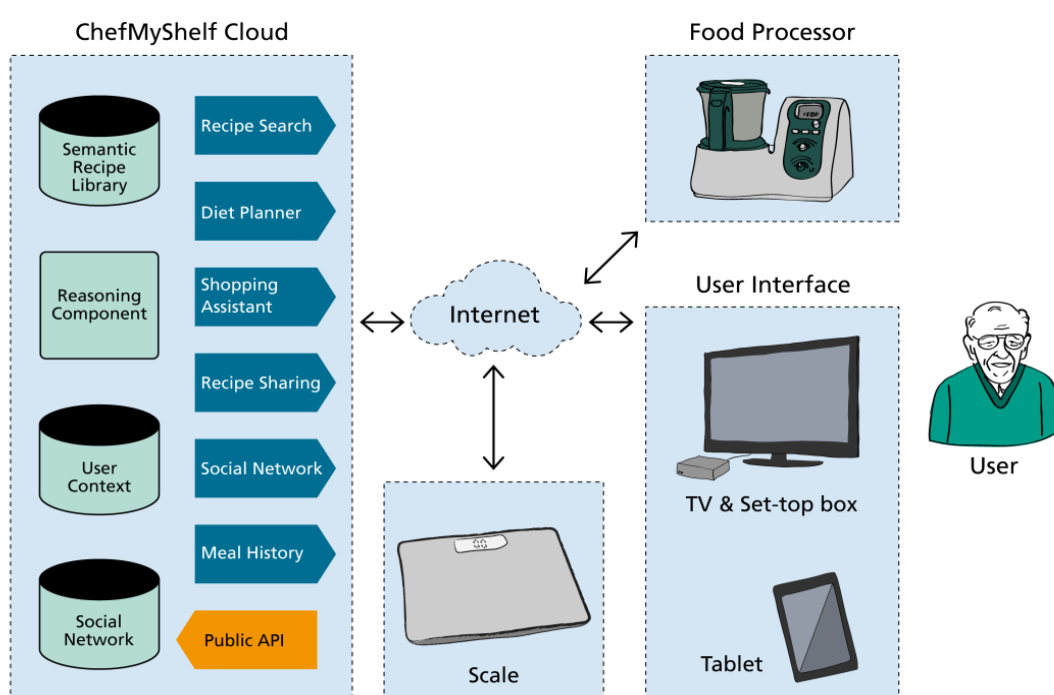 ChefMyShelf Cloud
Semantic
Recipe
Library
Reasoning
Component
User
Context
Social
Network
Recipe Search
Diet Planner
Shopping
Assistant
Recipe Sharing
Social Network
Meal History
Public API
Internet
00
Scale
Food Processor
User Interface
TV & Set-top box
Tablet
User